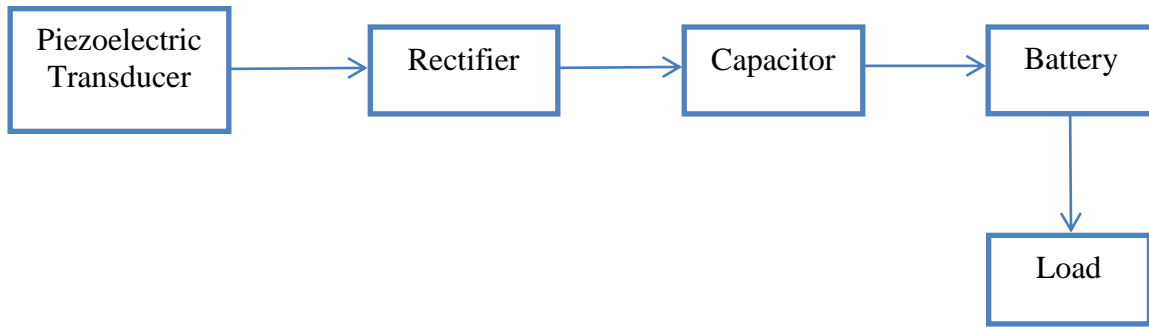 Piezoelectric
Transducer
Rectifier
Capacitor
Battery
Load